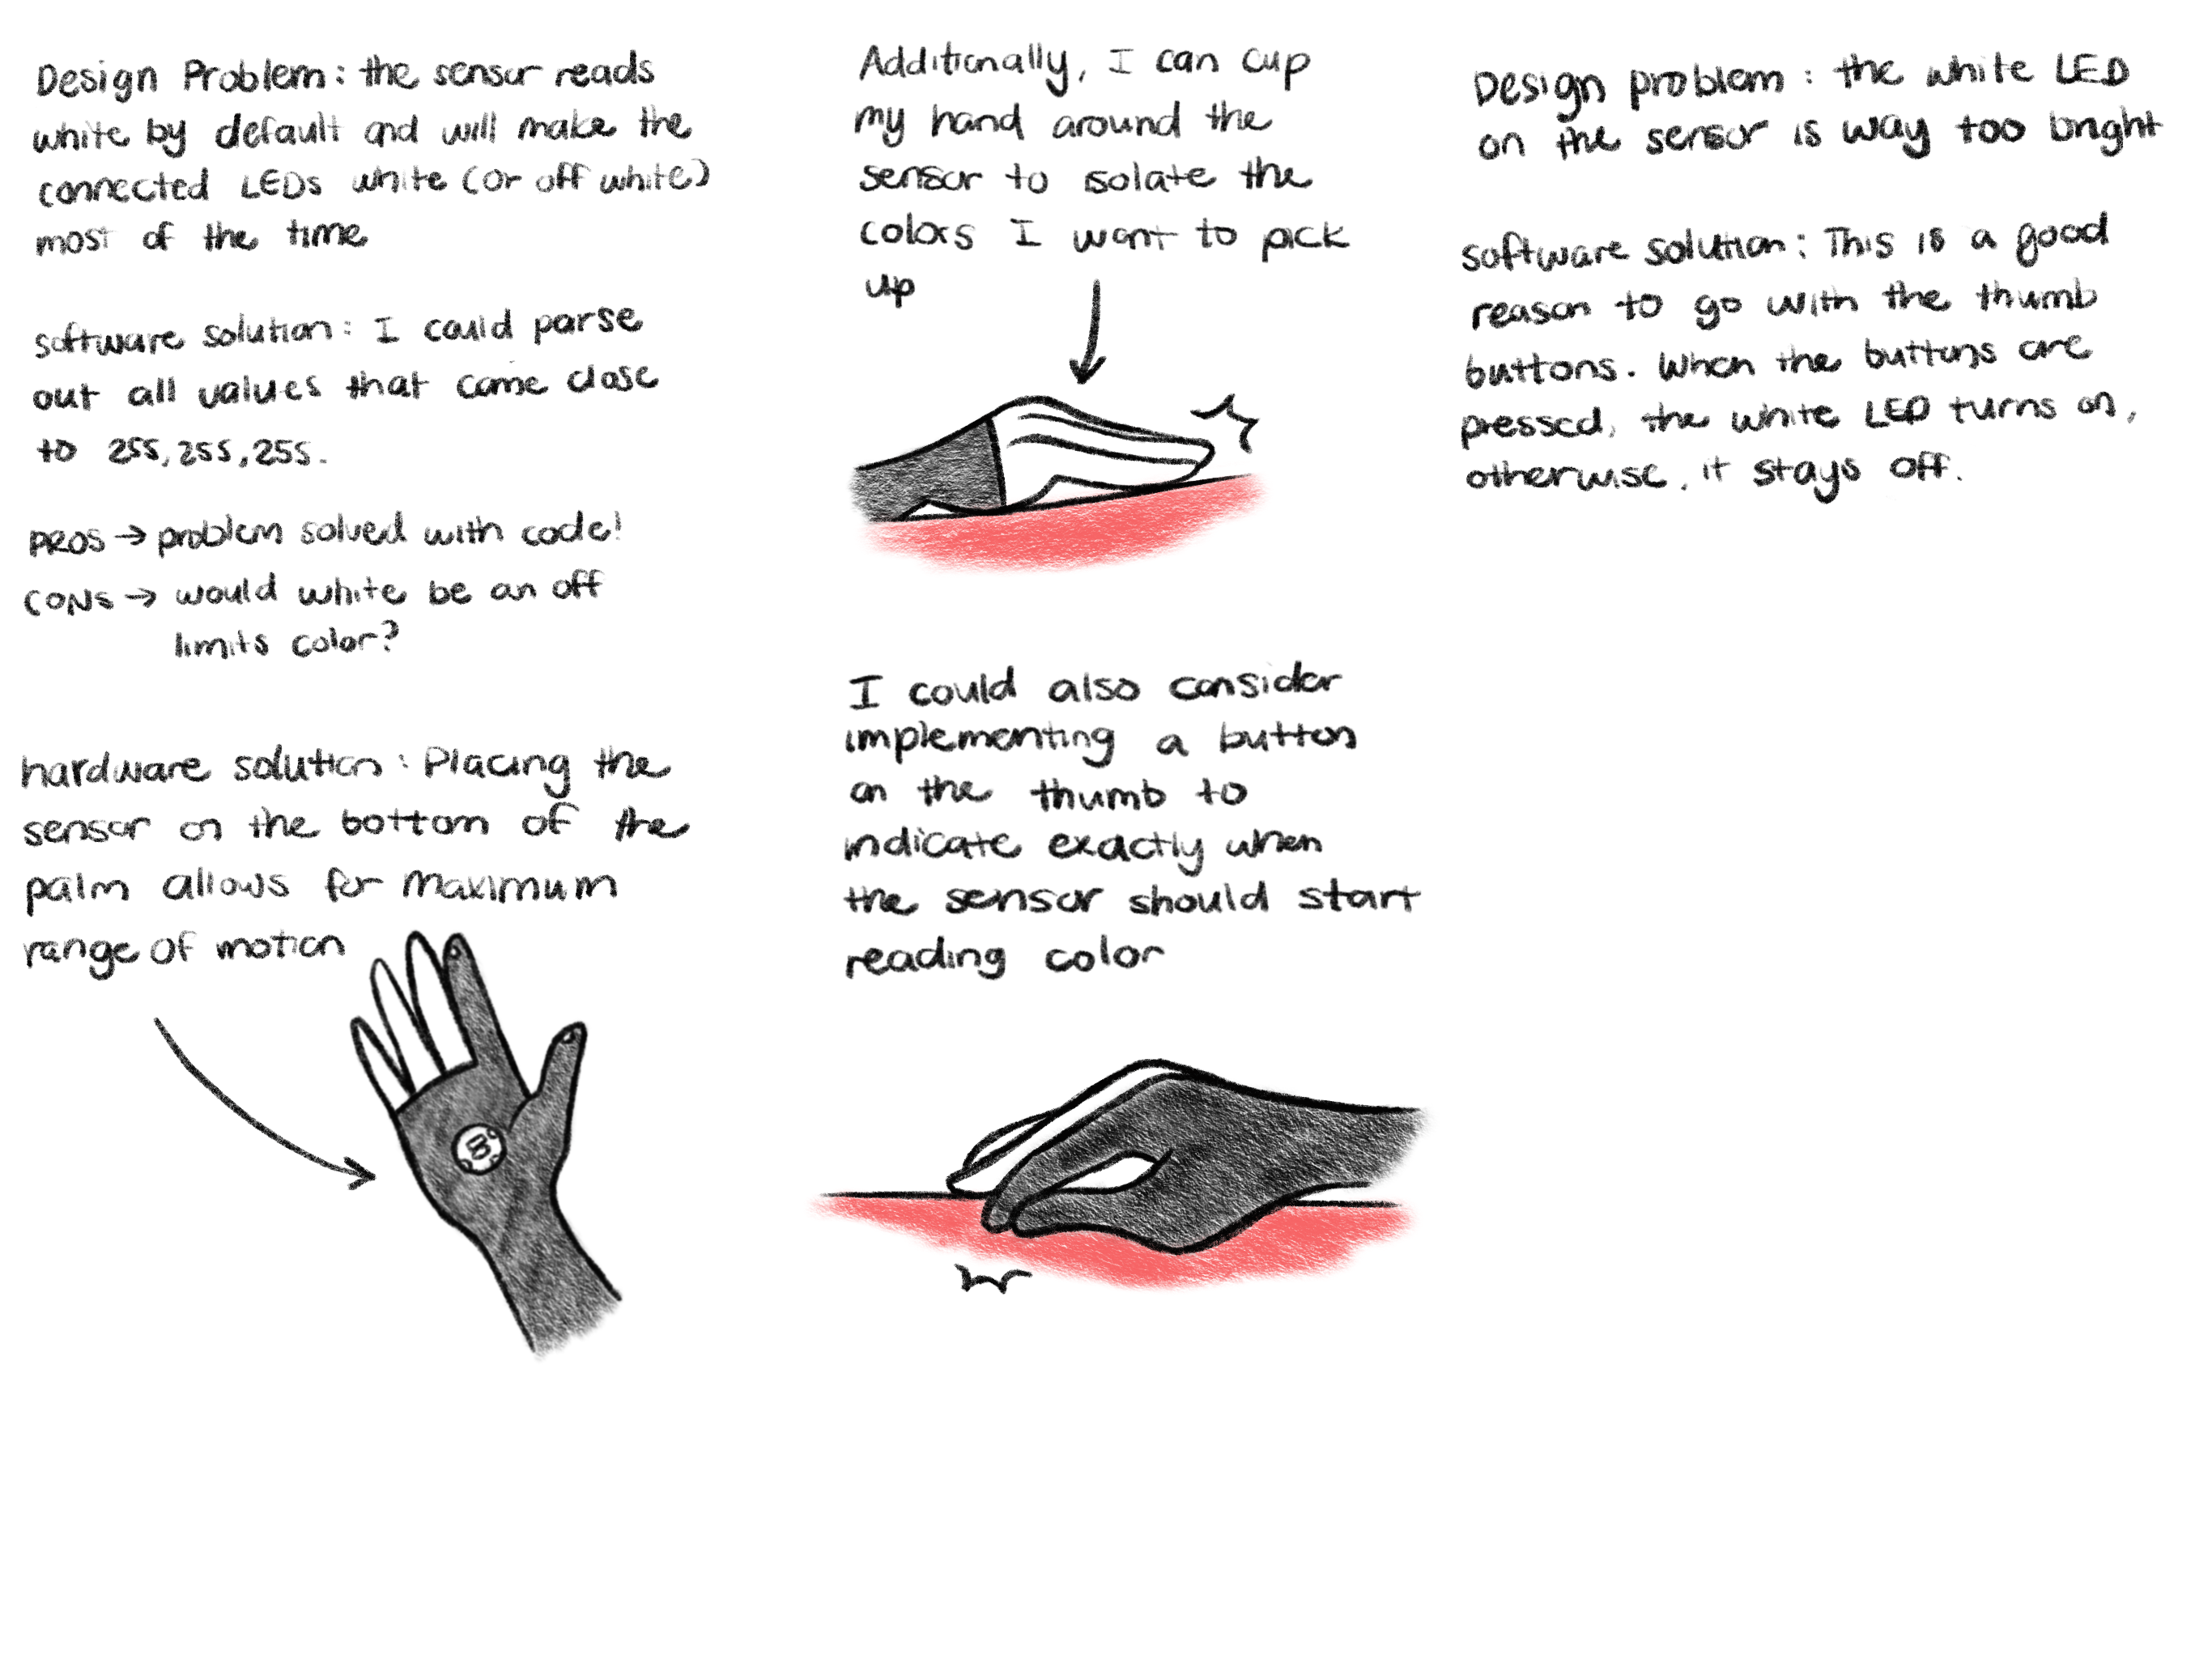 Design Problem: the sensor reads
white by default and will make the
connected LEDs white (or off white)
most of the time
software solution: I could parse
out all values that come close
to 255, 255, 255.
PROS → problem solved with code!
CONS → would white be an off
limits color?
hardware solution: Placing the
sensor on the bottom of the
palm allows for maximum
range of motion
Additionally, I can cup
my hand around the
sensor to isolate the
colors I want to pick
up
I could also consider
implementing a button
on the thumb to
indicate exactly when
the sensor should start
reading color
Design problem: the white LED
on the sensor is way too bright
software solution: This is a good
reason to go with the thumb
buttons. When the buttons are
pressed, the white LED turns on,
otherwise, it stays off.